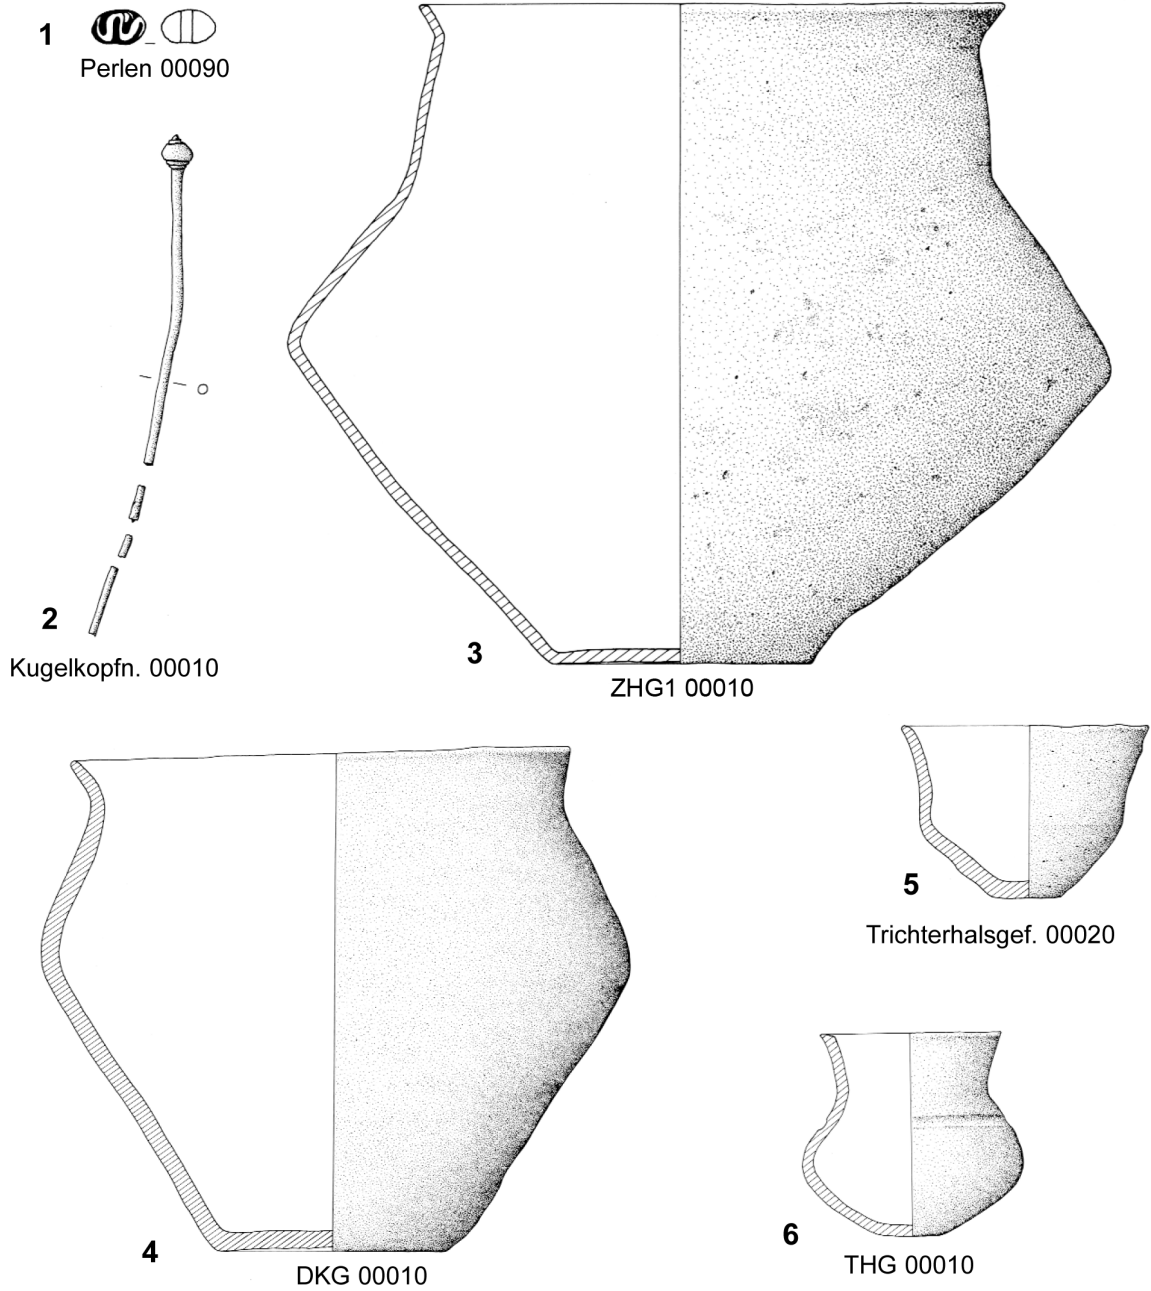 1
Perlen 00090
2
Kugelkopfn. 00010
3
ZHG1 00010
4
DKG 00010
5
Trichterhalsgef. 00020
6
THG 00010